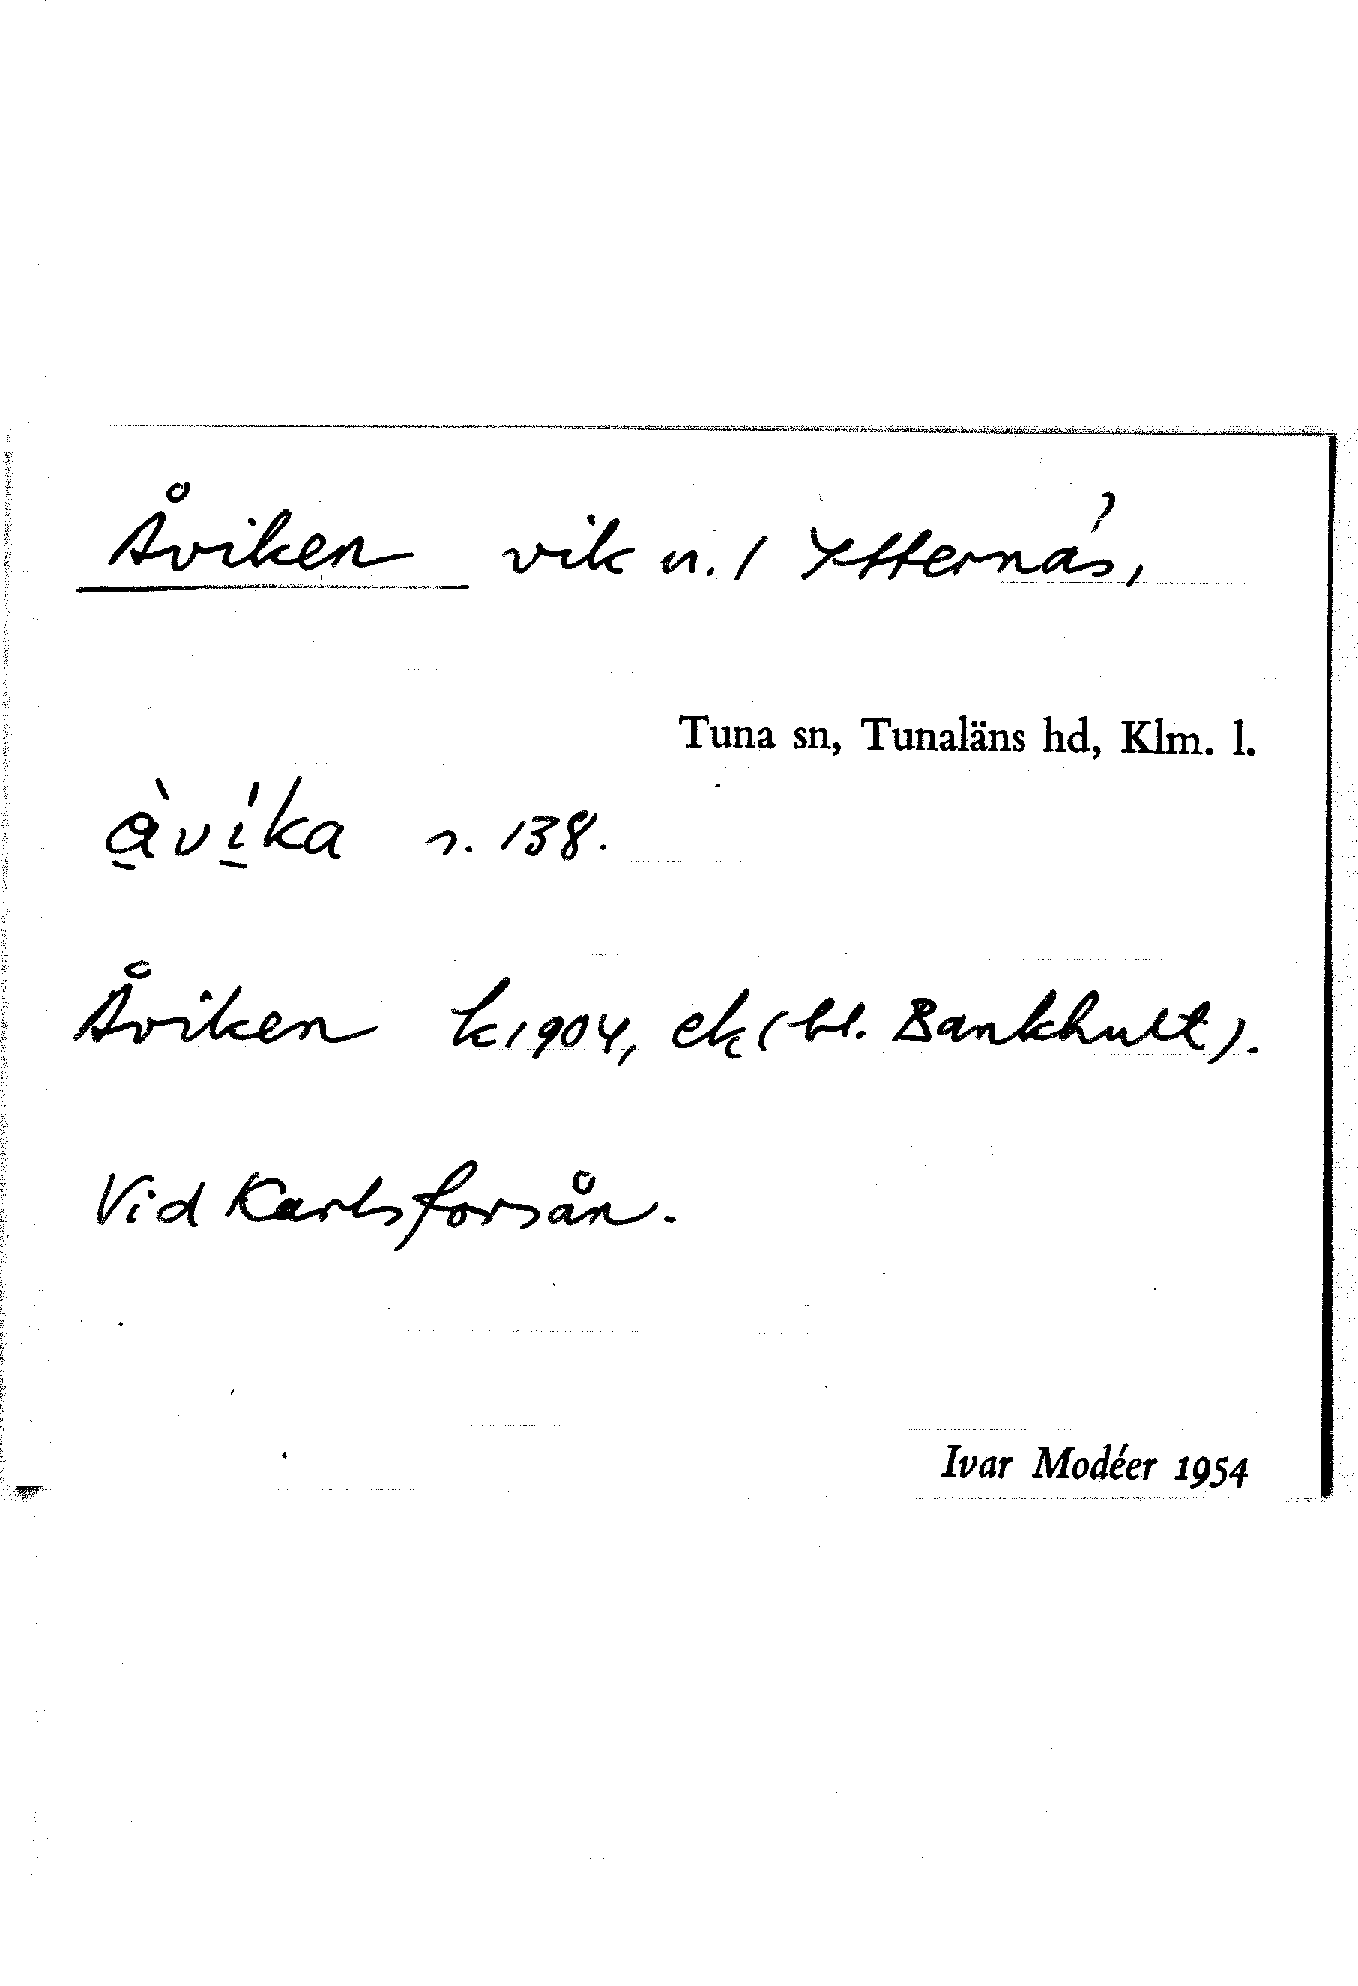 Åviken vik n. / Ytternäs,
Tuna sn, Tunaläns hd, Klm. l.
àvíka s. 138.
Åviken k 1904, ek (bl. Bankhult).
Vid Karlsforsån.
Ivar Modéer 1954